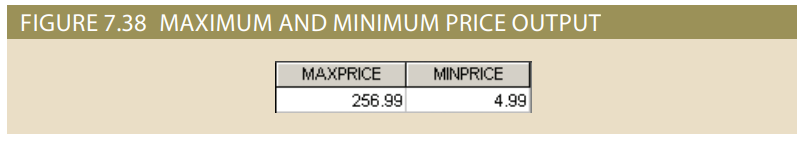 FIGURE 7.38 MAXIMUM AND MINIMUM PRICE OUTPUT
MAXPRICE MINPRICE
256.99 4.99